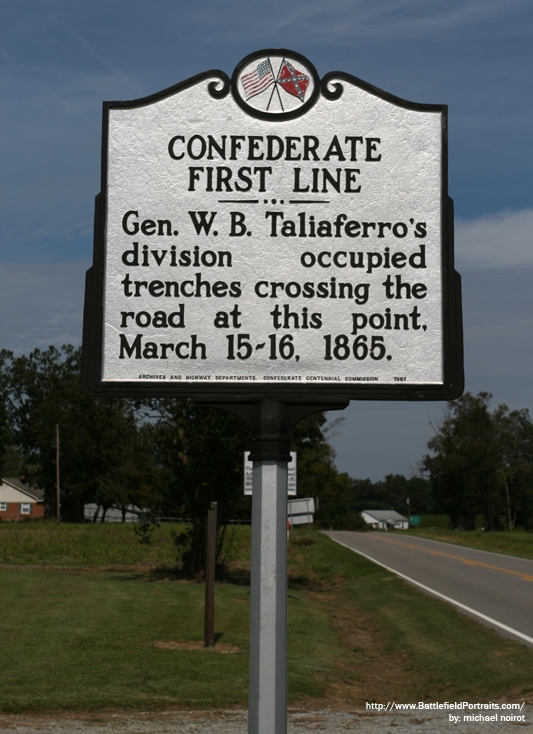 CONFEDERATE
FIRST LINE
Gen. W. B. Taliaferro's
division occupied
trenches crossing the
road at this point,
March 15-16, 1865.
ARCHIVES AND HIGHWAY DEPARTMENTS, CONFEDERATE CENTENNIAL COMMISSION 1961
http://www.BattlefieldPortraits.com/
by: michael noirot